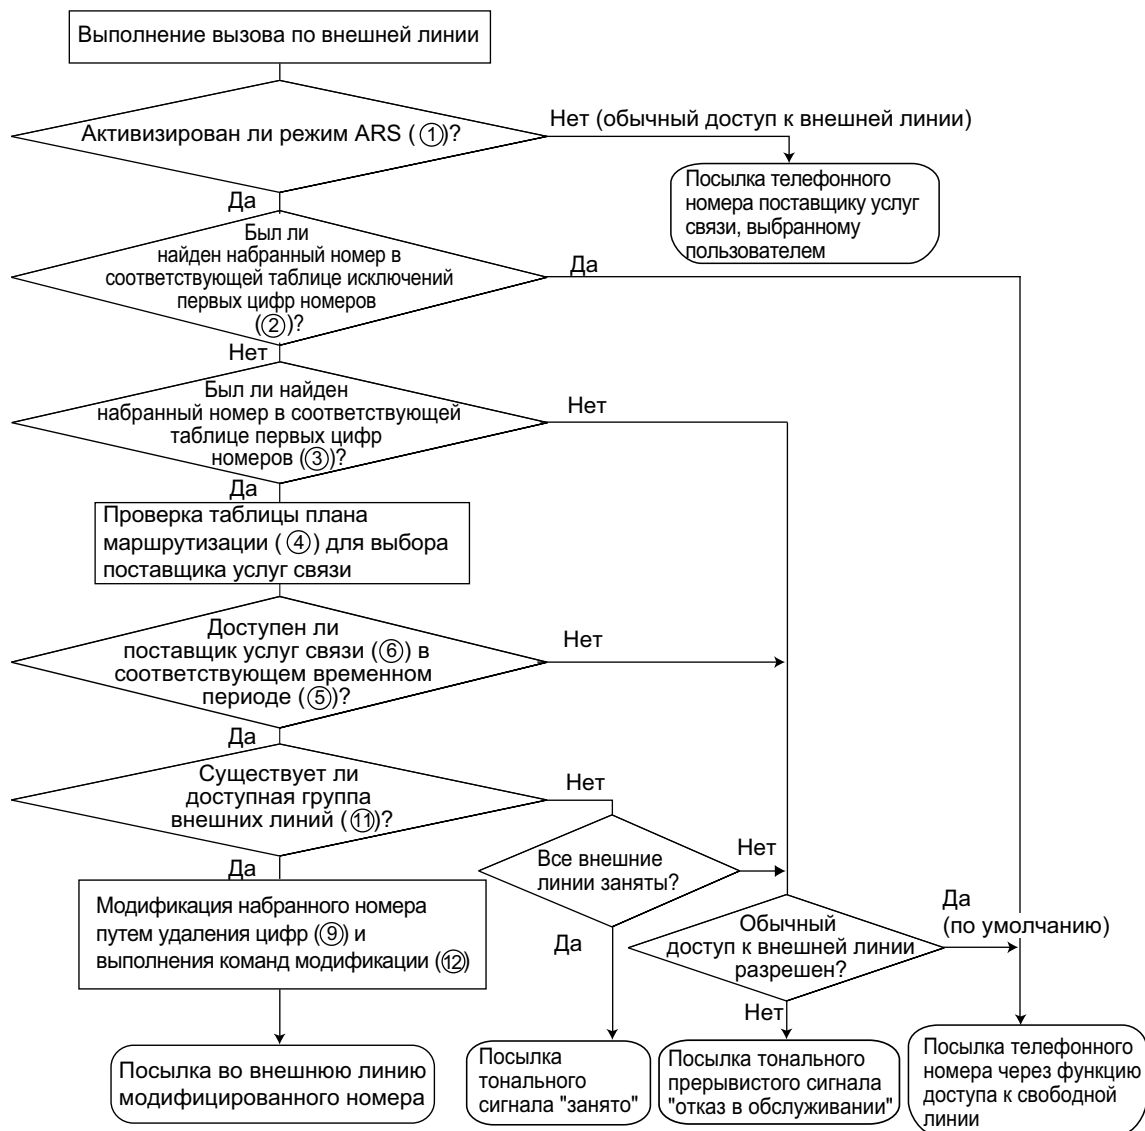 Выполнение вызова по внешней линии
Активизирован ли режим ARS (①)?
Нет (обычный доступ к внешней линии)
Посылка телефонного
номера поставщику услуг
связи, выбранному
пользователем
Да
Был ли
найден набранный номер в
соответствующей таблице исключений
первых цифр номеров
(②)?
Да
Нет
Был ли найден
набранный номер в соответствующей
таблице первых цифр
номеров (③)?
Нет
Да
Проверка таблицы плана
маршрутизации (④) для выбора
поставщика услуг связи
Доступен ли
поставщик услуг связи (⑥) в
соответствующем временном
периоде (⑤)?
Нет
Да
Существует ли
доступная группа
внешних линий (⑪)?
Нет
Да
Все внешние
линии заняты?
Нет
Да
Обычный
доступ к внешней линии
разрешен?
Да
(по умолчанию)
Нет
Модификация набранного номера
путем удаления цифр (⑨) и
выполнения команд модификации (⑫)
Посылка во внешнюю линию
модифицированного номера
Посылка
тонального
сигнала "занято"
Посылка тонального
прерывистого сигнала
"отказ в обслуживании"
Посылка телефонного
номера через функцию
доступа к свободной
линии